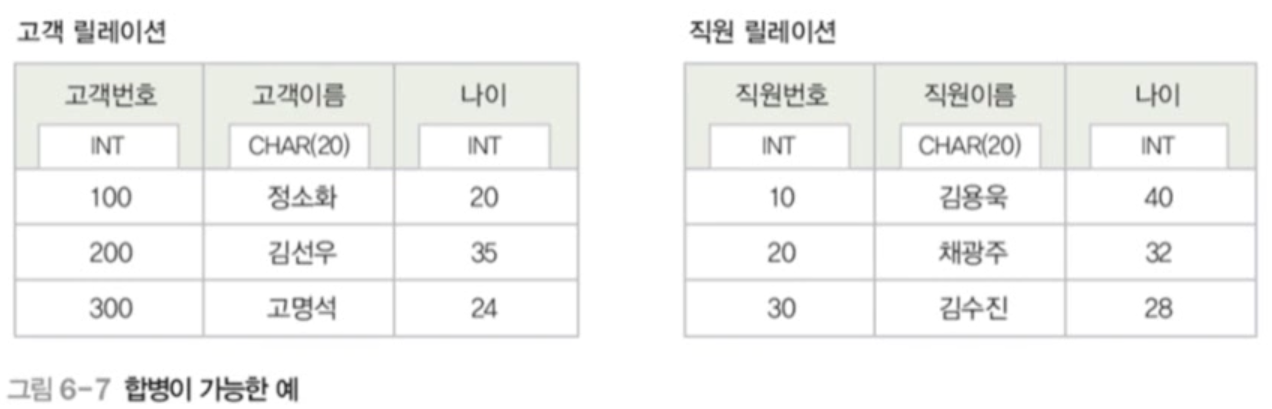 고객 릴레이션
고객번호 고객이름 나이
INT CHAR(20) INT
100 정소화 20
200 김선우 35
300 고명석 24
직원 릴레이션
직원번호 직원이름 나이
INT CHAR(20) INT
10 김용욱 40
20 채광주 32
30 김수진 28
그림 6-7 합병이 가능한 예